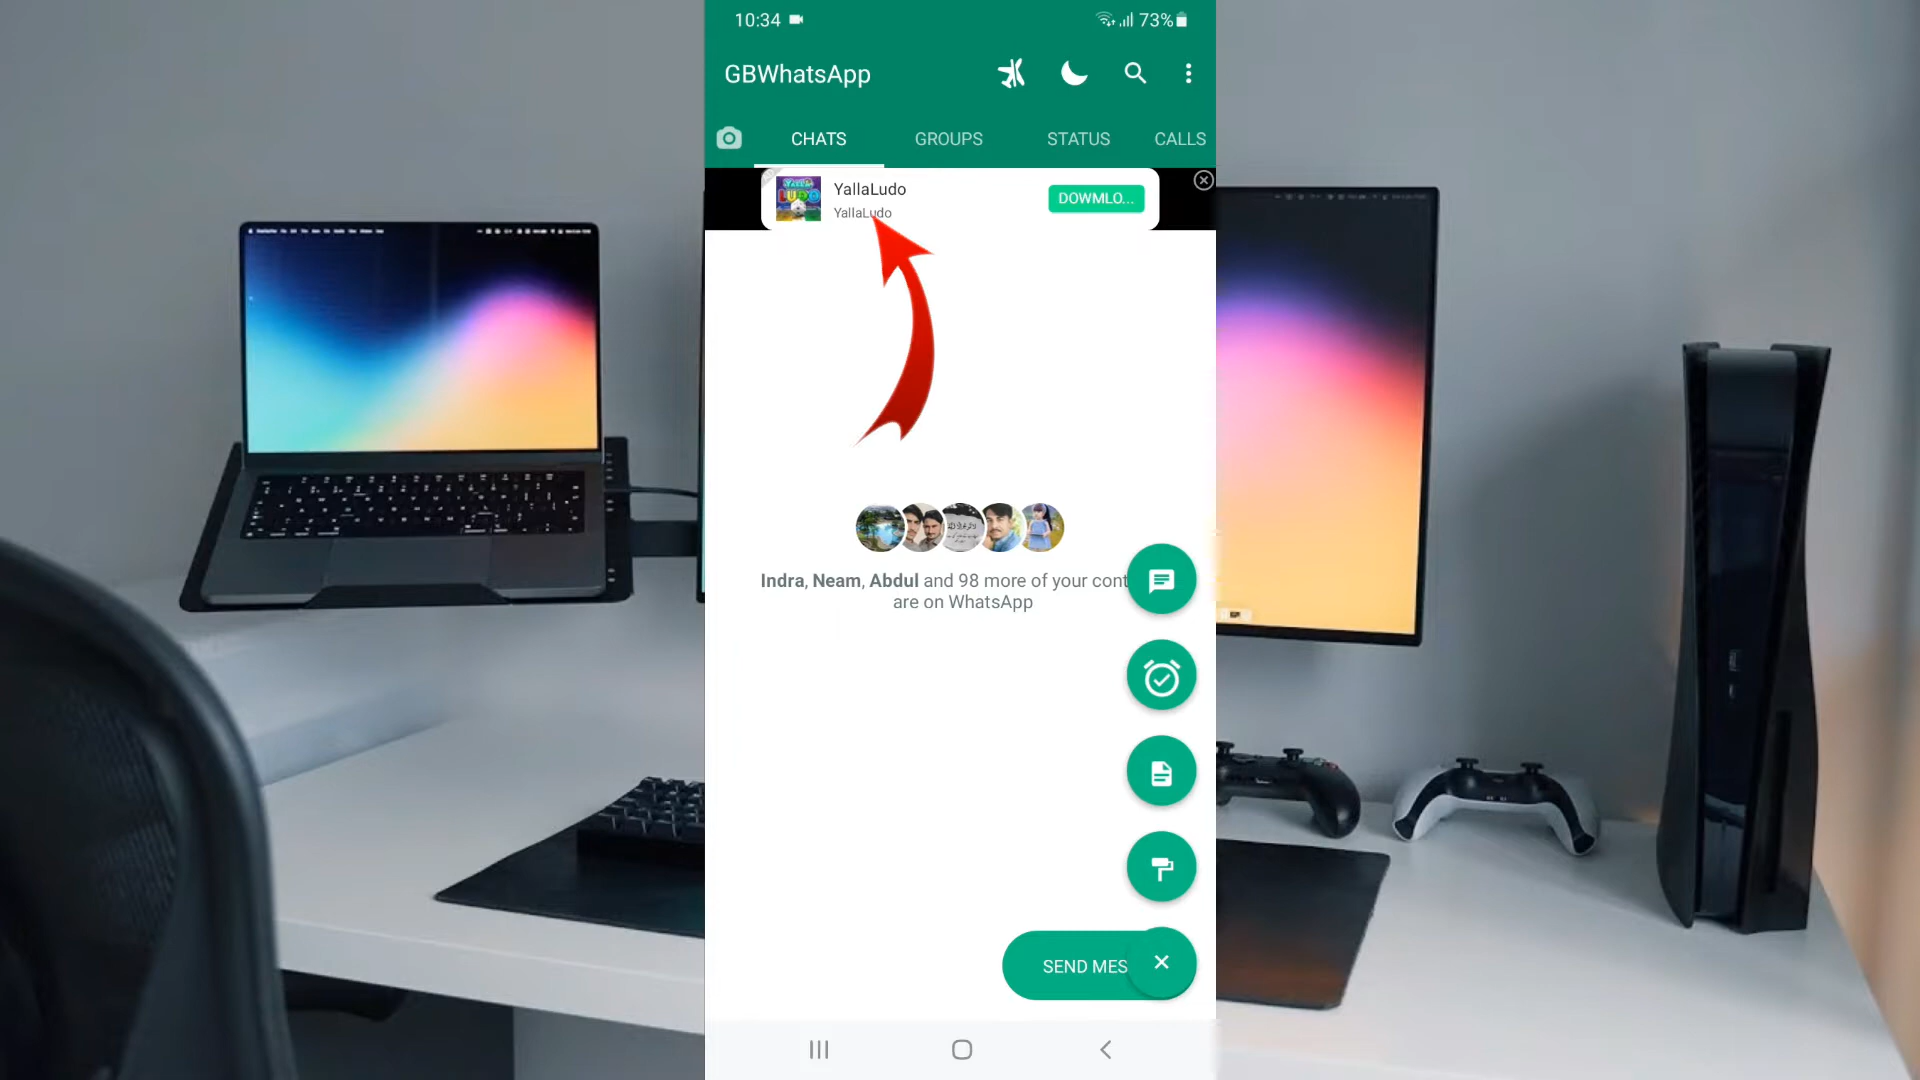 10:34
73%
GBWhatsApp
CHATS
GROUPS
STATUS
CALLS
YallaLudo
YallaLudo
DOWMLO...
Indra, Neam, Abdul and 98 more of your cont
are on WhatsApp
SEND MES